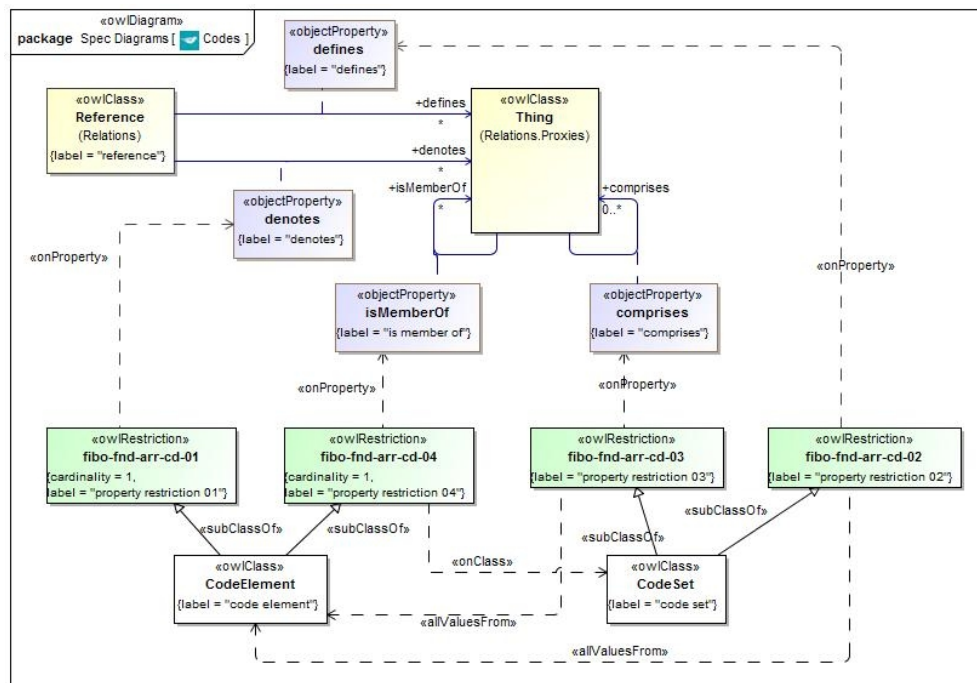 «owlDiagram»
package Spec Diagrams [ Codes ]
«objectProperty»
defines
{label = "defines"}
«owlClass»
Reference
(Relations)
{label = "reference"}
+defines
*
+denotes
*
+isMemberOf
*
«owlClass»
Thing
(Relations.Proxies)
+comprises
0..*
«objectProperty»
denotes
{label = "denotes"}
«onProperty»
«onProperty»
«objectProperty»
isMemberOf
{label = "is member of"}
«objectProperty»
comprises
{label = "comprises"}
«onProperty»
«onProperty»
«owlRestriction»
fibo-fnd-arr-cd-01
{cardinality = 1,
label = "property restriction 01"}
«owlRestriction»
fibo-fnd-arr-cd-04
{cardinality = 1,
label = "property restriction 04"}
«owlRestriction»
fibo-fnd-arr-cd-03
{label = "property restriction 03"}
«owlRestriction»
fibo-fnd-arr-cd-02
{label = "property restriction 02"}
«subClassOf»
«subClassOf»
«subClassOf»
«subClassOf»
«onClass»
«owlClass»
CodeElement
{label = "code element"}
«owlClass»
CodeSet
{label = "code set"}
«allValuesFrom»
«allValuesFrom»